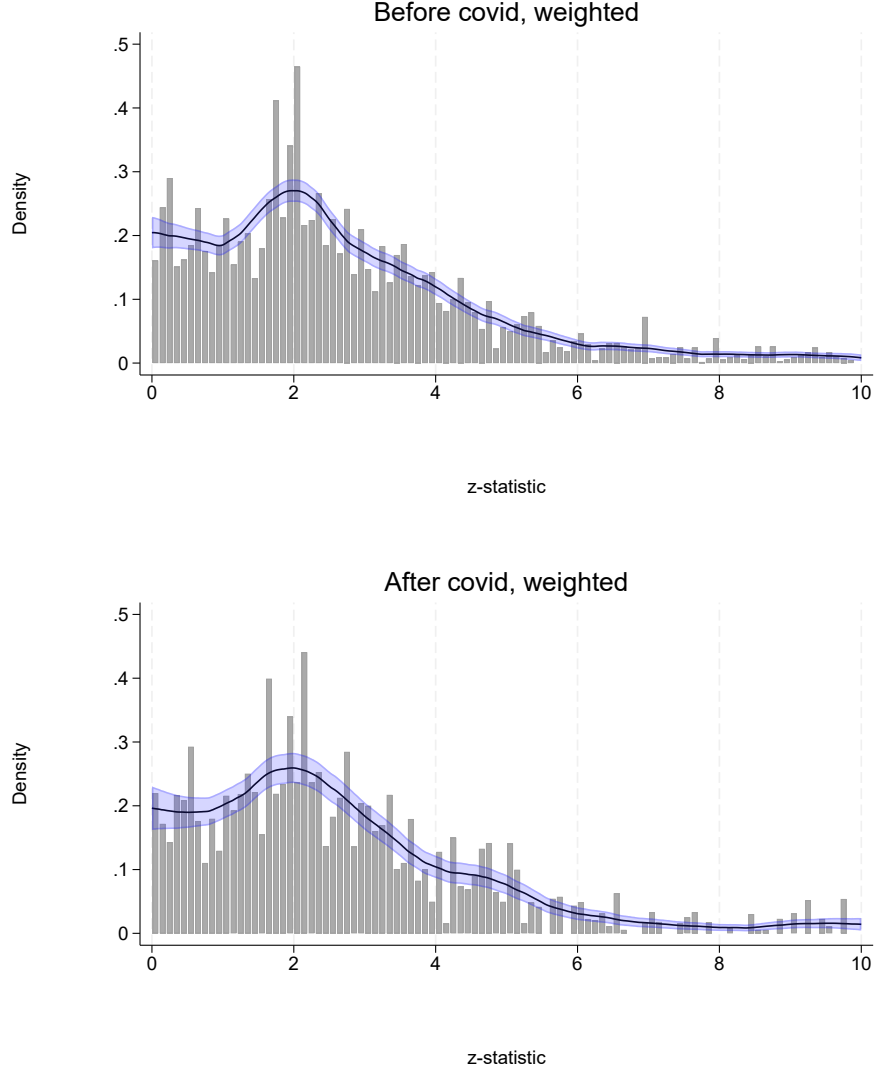 Before covid, weighted
Density
.5
.4
.3
.2
.1
0
0 2 4 6 8 10
z-statistic
After covid, weighted
Density
.5
.4
.3
.2
.1
0
0 2 4 6 8 10
z-statistic